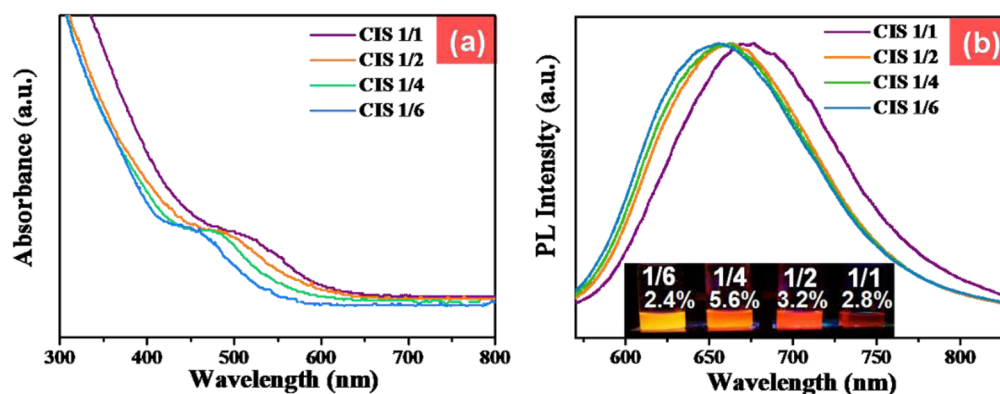 CIS 1/1
CIS 1/2
CIS 1/4
CIS 1/6
(a)
Absorbance (a.u.)
300 400 500 600 700 800
Wavelength (nm)
CIS 1/1
CIS 1/2
CIS 1/4
CIS 1/6
(b)
PL Intensity (a.u.)
1/6 1/4 1/2 1/1
2.4% 5.6% 3.2% 2.8%
600 650 700 750 800
Wavelength (nm)